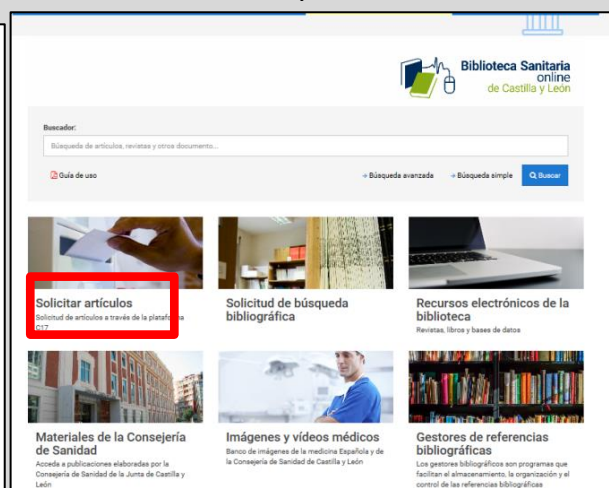 Biblioteca Sanitaria
online
de Castilla y León
Buscador:
Búsqueda de artículos, revistas y otros documento...
Guía de uso
Búsqueda avanzada
Búsqueda simple
Buscar
Solicitar artículos
Solicitud de artículos a través de la plataforma
C17
Solicitud de búsqueda
bibliográfica
Recursos electrónicos de la
biblioteca
Revistas, libros y bases de datos
Materiales de la Consejería
de Sanidad
Acceda a publicaciones elaboradas por la
Consejería de Sanidad de la Junta de Castilla y
León
Imágenes y vídeos médicos
Banco de imágenes de la medicina Española y de
la Consejería de Sanidad de Castilla y León
Gestores de referencias
bibliográficas
Los gestores bibliográficos son programas que
facilitan el almacenamiento, la organización y el
control de las referencias bibliográficas